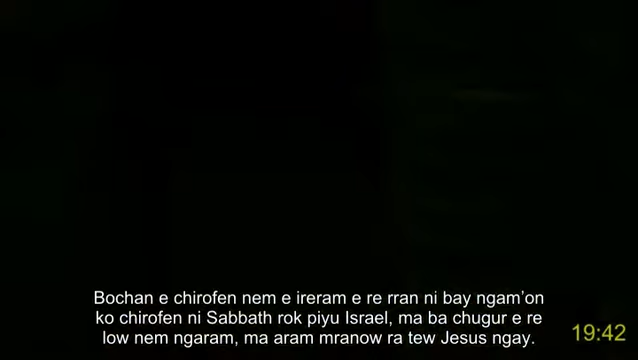 Bochan e chirofen nem e ireram e re rran ni bay ngam'on
ko chirofen ni Sabbath rok piyu Israel, ma ba chugur e re
low nem ngaram, ma aram mranow ra tew Jesus ngay.
19:42